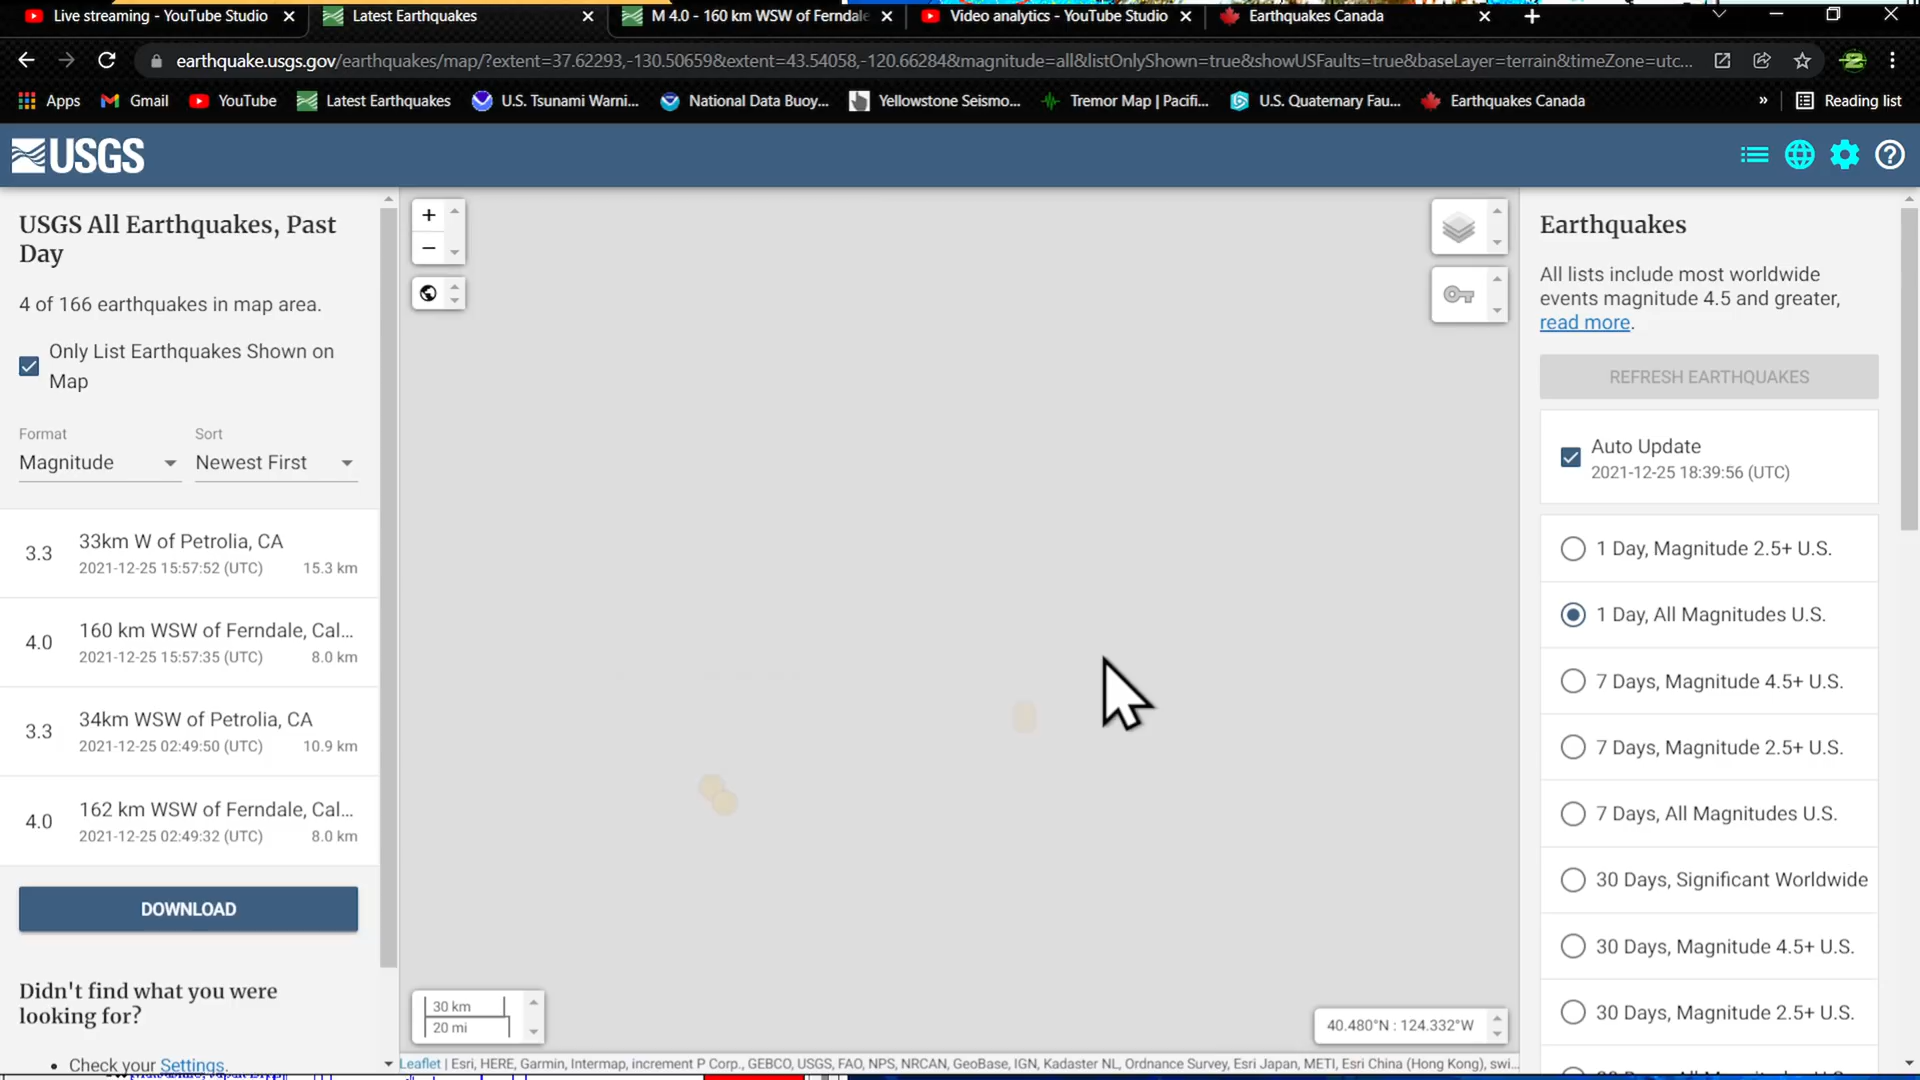 Live streaming - YouTube Studio
Latest Earthquakes
M 4.0 - 160 km WSW of Ferndale
Video analytics - YouTube Studio
Earthquakes Canada
earthquake.usgs.gov/earthquakes/map/?extent=37.62293,-130.50659&extent=43.54058,-120.66284&magnitude=all&listOnlyShown=true&showUSFaults=true&baseLayer=terrain&timeZone=utc...
Apps
Gmail
YouTube
Latest Earthquakes
U.S. Tsunami Warni...
National Data Buoy...
Yellowstone Seismo...
Tremor Map | Pacifi...
U.S. Quaternary Fau...
Earthquakes Canada
»
Reading list
USGS
USGS All Earthquakes, Past
Day
4 of 166 earthquakes in map area.
Only List Earthquakes Shown on
Map
Format
Sort
Magnitude
Newest First
3.3
33km W of Petrolia, CA
2021-12-25 15:57:52 (UTC)
15.3 km
4.0
160 km WSW of Ferndale, Cal...
2021-12-25 15:57:35 (UTC)
8.0 km
3.3
34km WSW of Petrolia, CA
2021-12-25 02:49:50 (UTC)
10.9 km
4.0
162 km WSW of Ferndale, Cal...
2021-12-25 02:49:32 (UTC)
8.0 km
DOWNLOAD
Didn't find what you were
looking for?
• Check your Settings.
+
−
30 km
20 mi
40.480°N : 124.332°W
Leaflet | Esri, HERE, Garmin, Intermap, increment P Corp., GEBCO, USGS, FAO, NPS, NRCAN, GeoBase, IGN, Kadaster NL, Ordnance Survey, Esri Japan, METI, Esri China (Hong Kong), swi...
Earthquakes
All lists include most worldwide
events magnitude 4.5 and greater,
read more.
REFRESH EARTHQUAKES
Auto Update
2021-12-25 18:39:56 (UTC)
1 Day, Magnitude 2.5+ U.S.
1 Day, All Magnitudes U.S.
7 Days, Magnitude 4.5+ U.S.
7 Days, Magnitude 2.5+ U.S.
7 Days, All Magnitudes U.S.
30 Days, Significant Worldwide
30 Days, Magnitude 4.5+ U.S.
30 Days, Magnitude 2.5+ U.S.